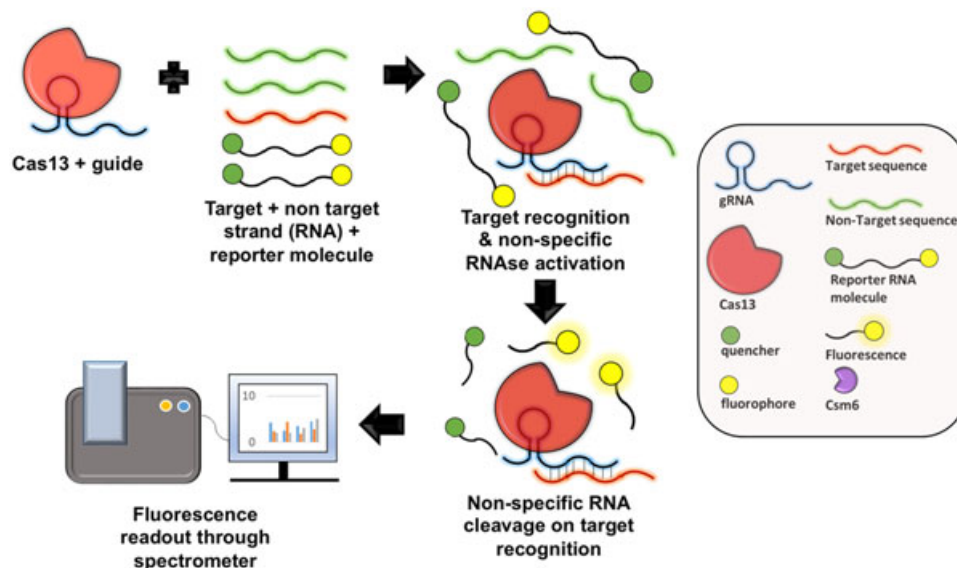 Cas13 + guide
Target + non target
strand (RNA) +
reporter molecule
Target recognition
& non-specific
RNAse activation
Non-specific RNA
cleavage on target
recognition
10
0
Fluorescence
readout through
spectrometer
gRNA
Target sequence
Non-Target sequence
Cas13
Reporter RNA
molecule
quencher
Fluorescence
fluorophore
Csm6